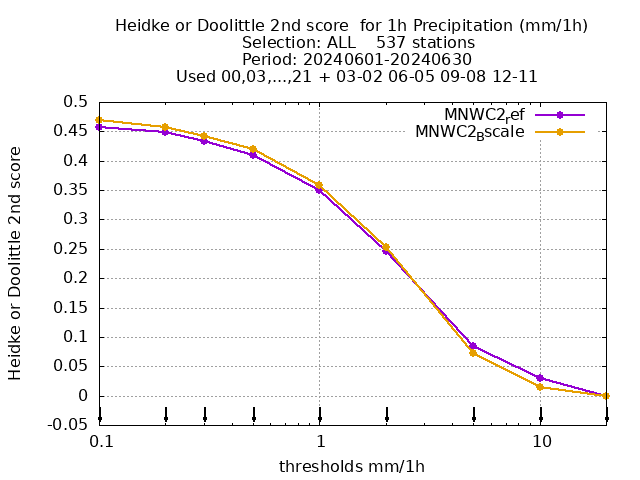 Heidke or Doolittle 2nd score  for 1h Precipitation (mm/1h)
Selection: ALL    537 stations
Period: 20240601-20240630
Used 00,03,...,21 + 03-02 06-05 09-08 12-11
MNWC2ref
MNWC2Bscale
Heidke or Doolittle 2nd score
0.5
0.45
0.4
0.35
0.3
0.25
0.2
0.15
0.1
0.05
0
-0.05
0.1 1 10
thresholds mm/1h